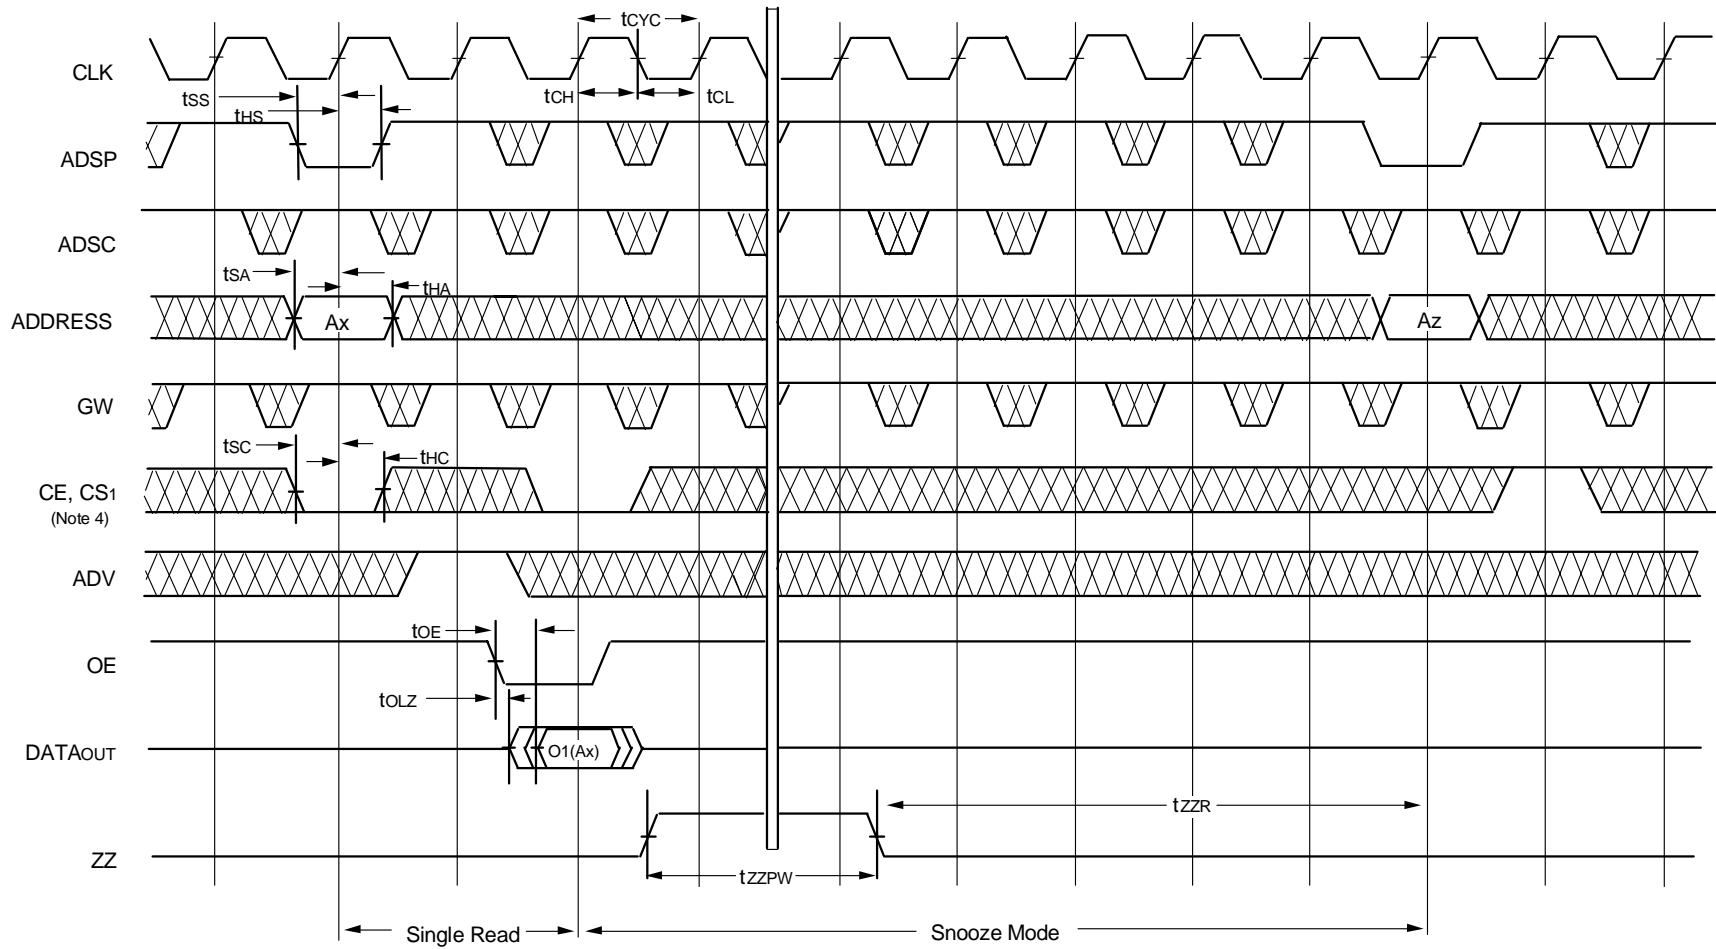 tCYC
CLK
tSS
tCH
tCL
tHS
ADSP
ADSC
tSA
tHA
ADDRESS
Ax
Az
GW
tSC
tHC
CE, CS1
(Note 4)
ADV
tOE
OE
tOLZ
DATAOUT
O1(Ax)
tZZR
ZZ
tZZPW
Single Read
Snooze Mode